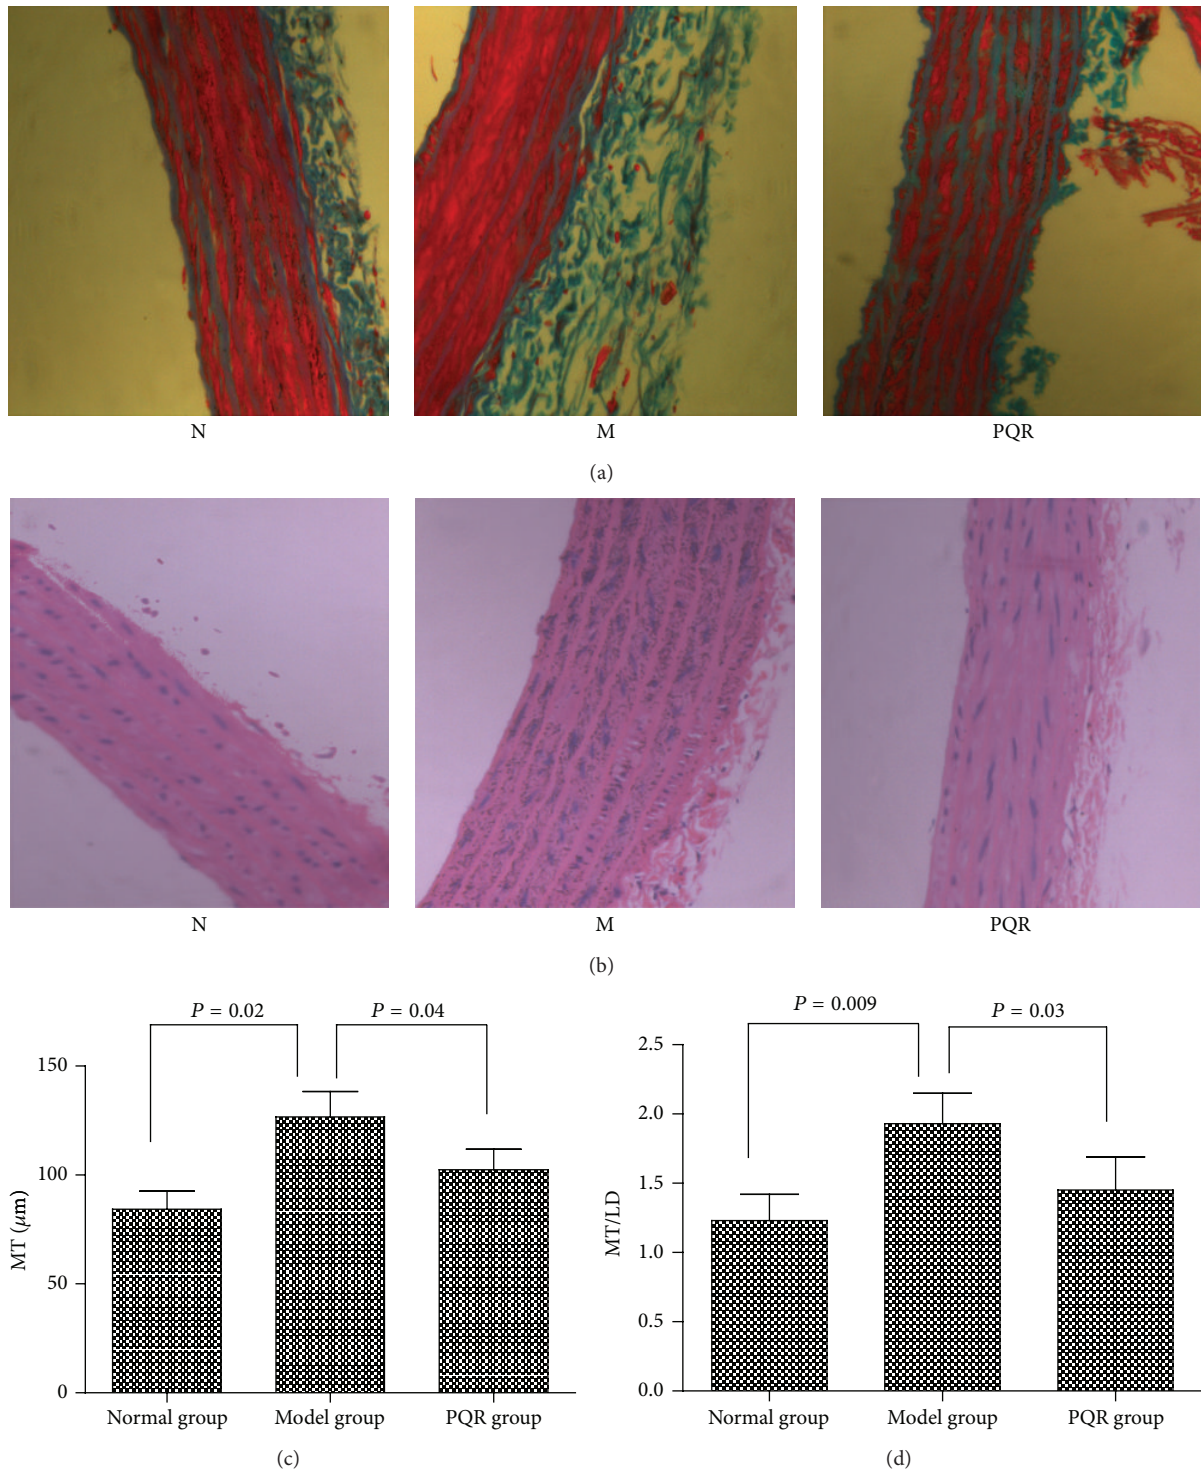 N
M
PQR
(a)
N
M
PQR
(b)
P = 0.02
P = 0.04
150
100
50
0
MT (μm)
Normal group
Model group
PQR group
(c)
P = 0.009
P = 0.03
2.5
2.0
1.5
1.0
0.5
0.0
MT/LD
Normal group
Model group
PQR group
(d)